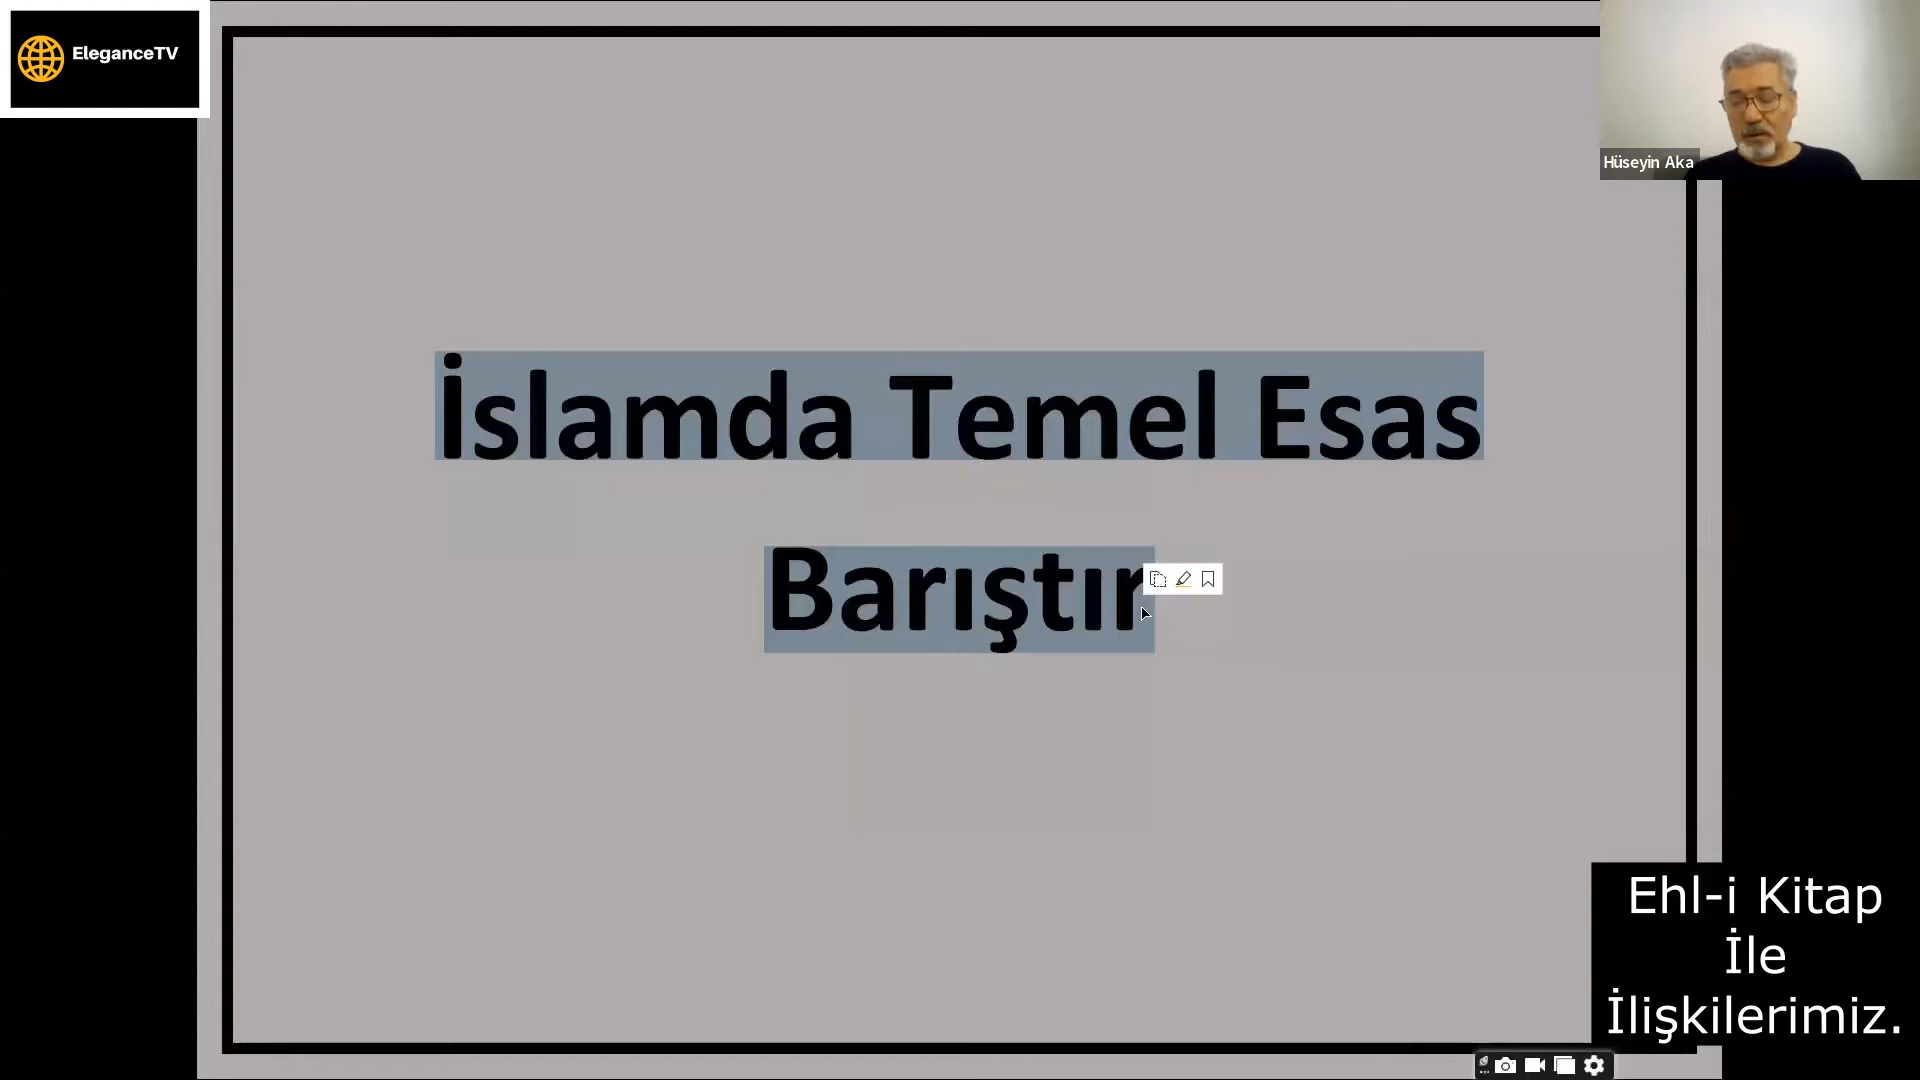 EleganceTV
Hüseyin Aka
İslamda Temel Esas
Barıştır
Ehl-i Kitap
İle
İlişkilerimiz.